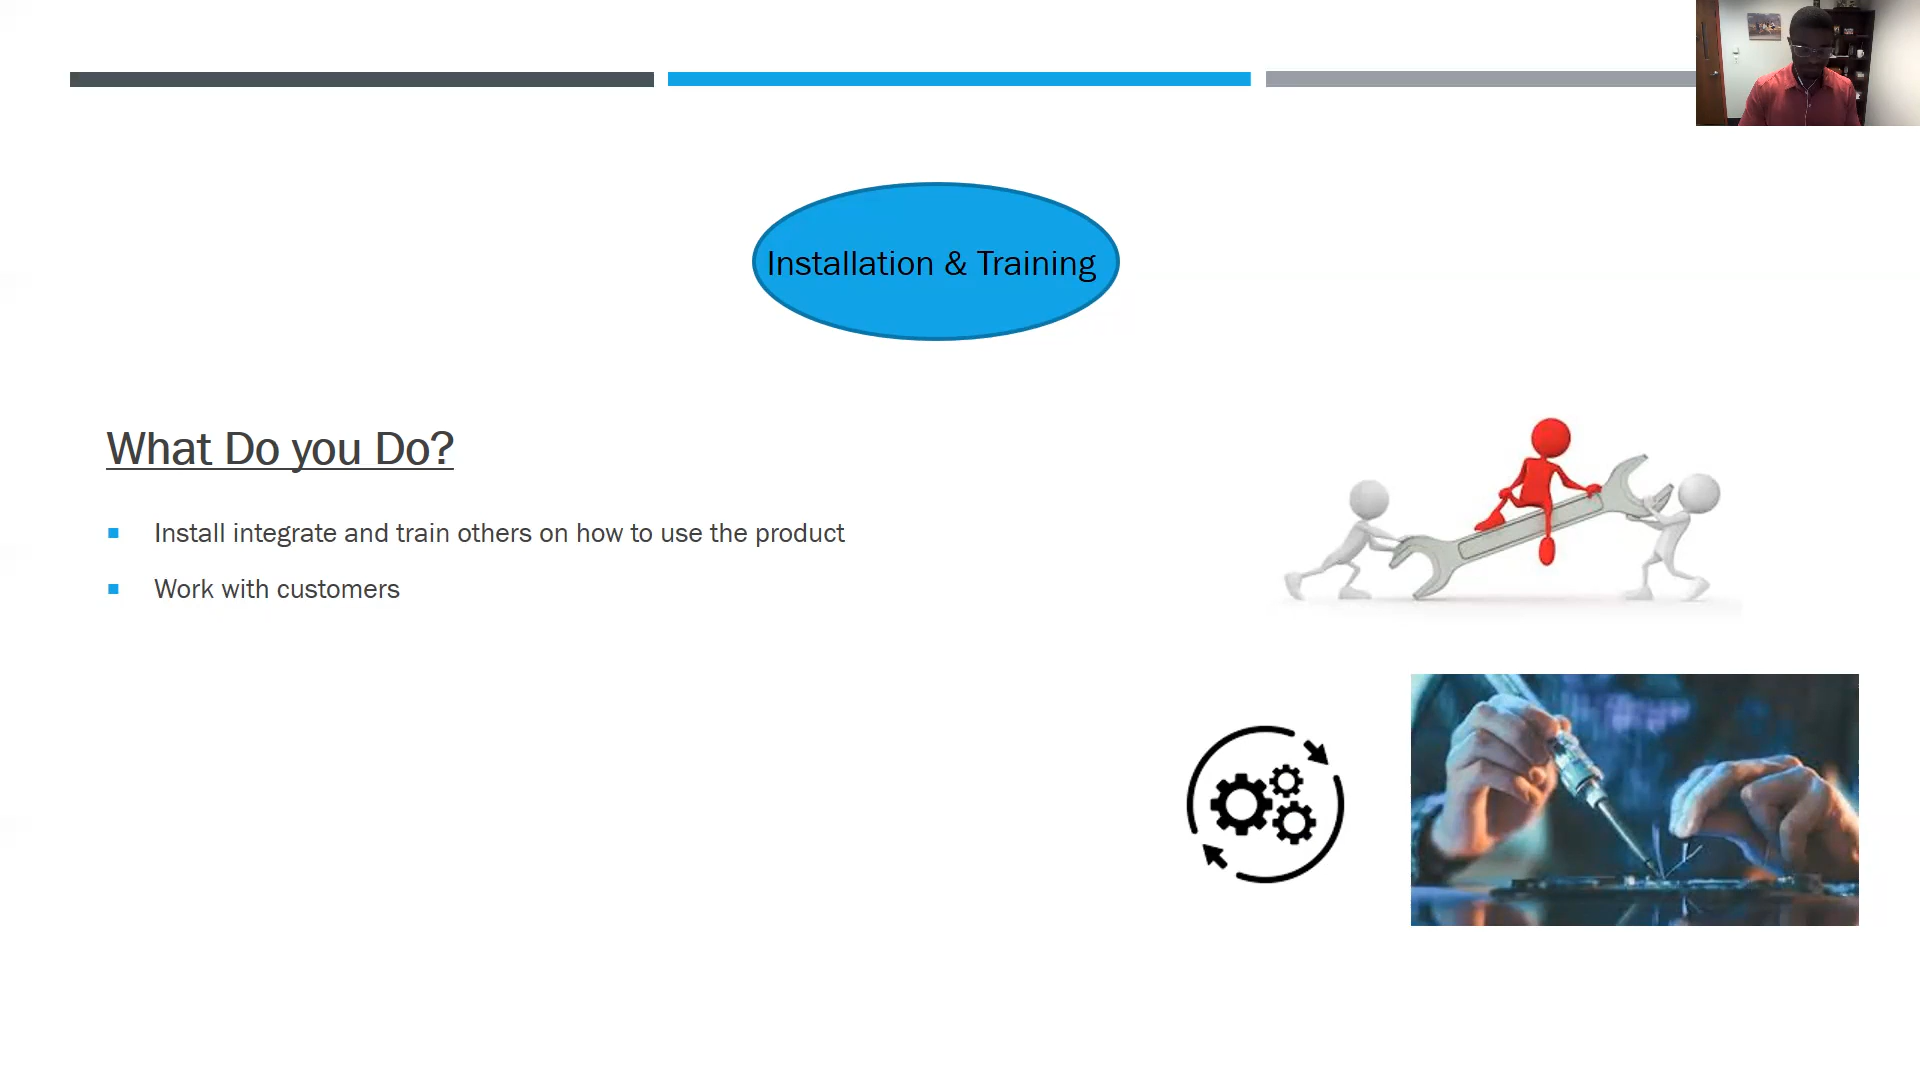 Installation & Training
What Do you Do?
Install integrate and train others on how to use the product
Work with customers